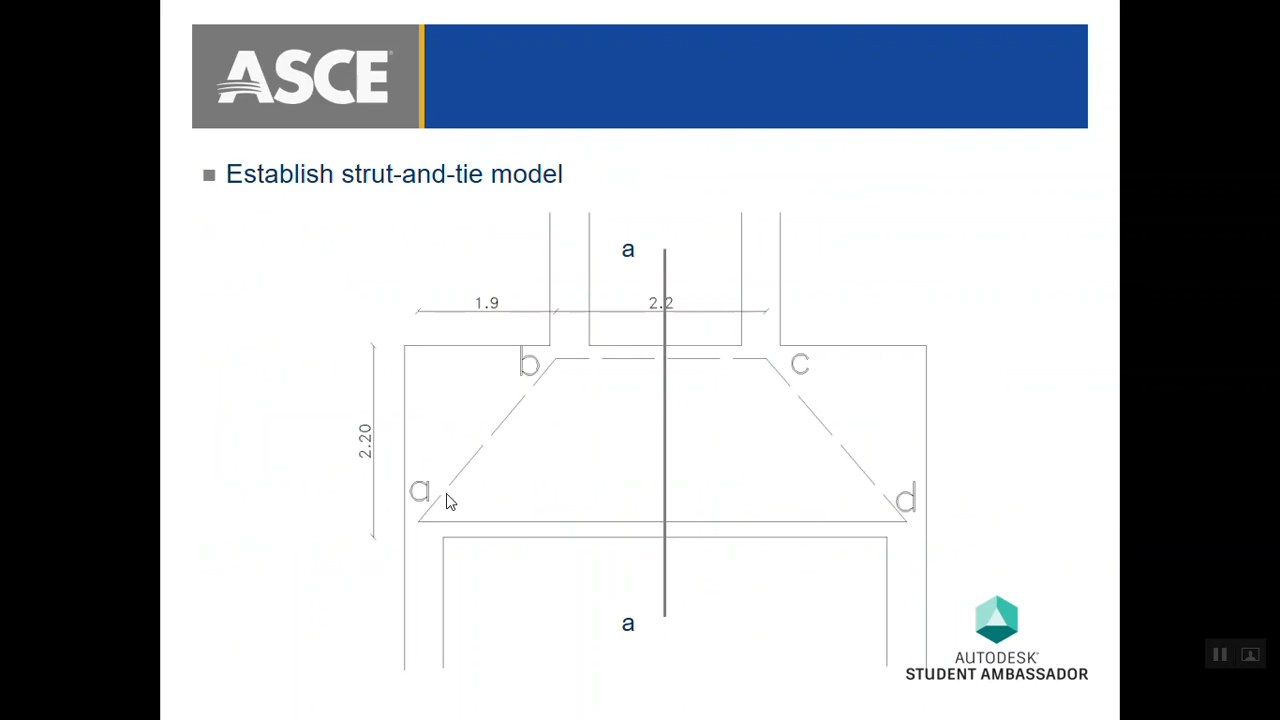 ASCE
Establish strut-and-tie model
a
1.9
2.2
b
c
2.20
a
d
a
AUTODESK®
STUDENT AMBASSADOR